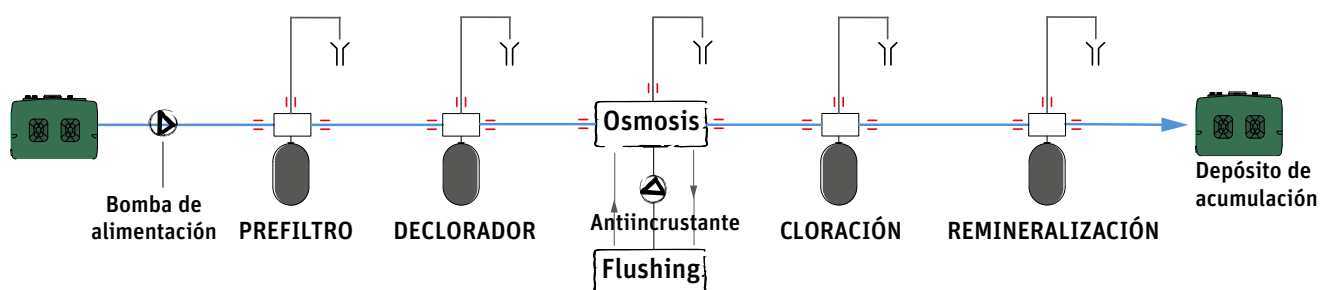 Osmosis
Bomba de
alimentación
PREFILTRO
DECLORADOR
Antiincrustante
Flushing
CLORACIÓN
REMINERALIZACIÓN
Depósito de
acumulación